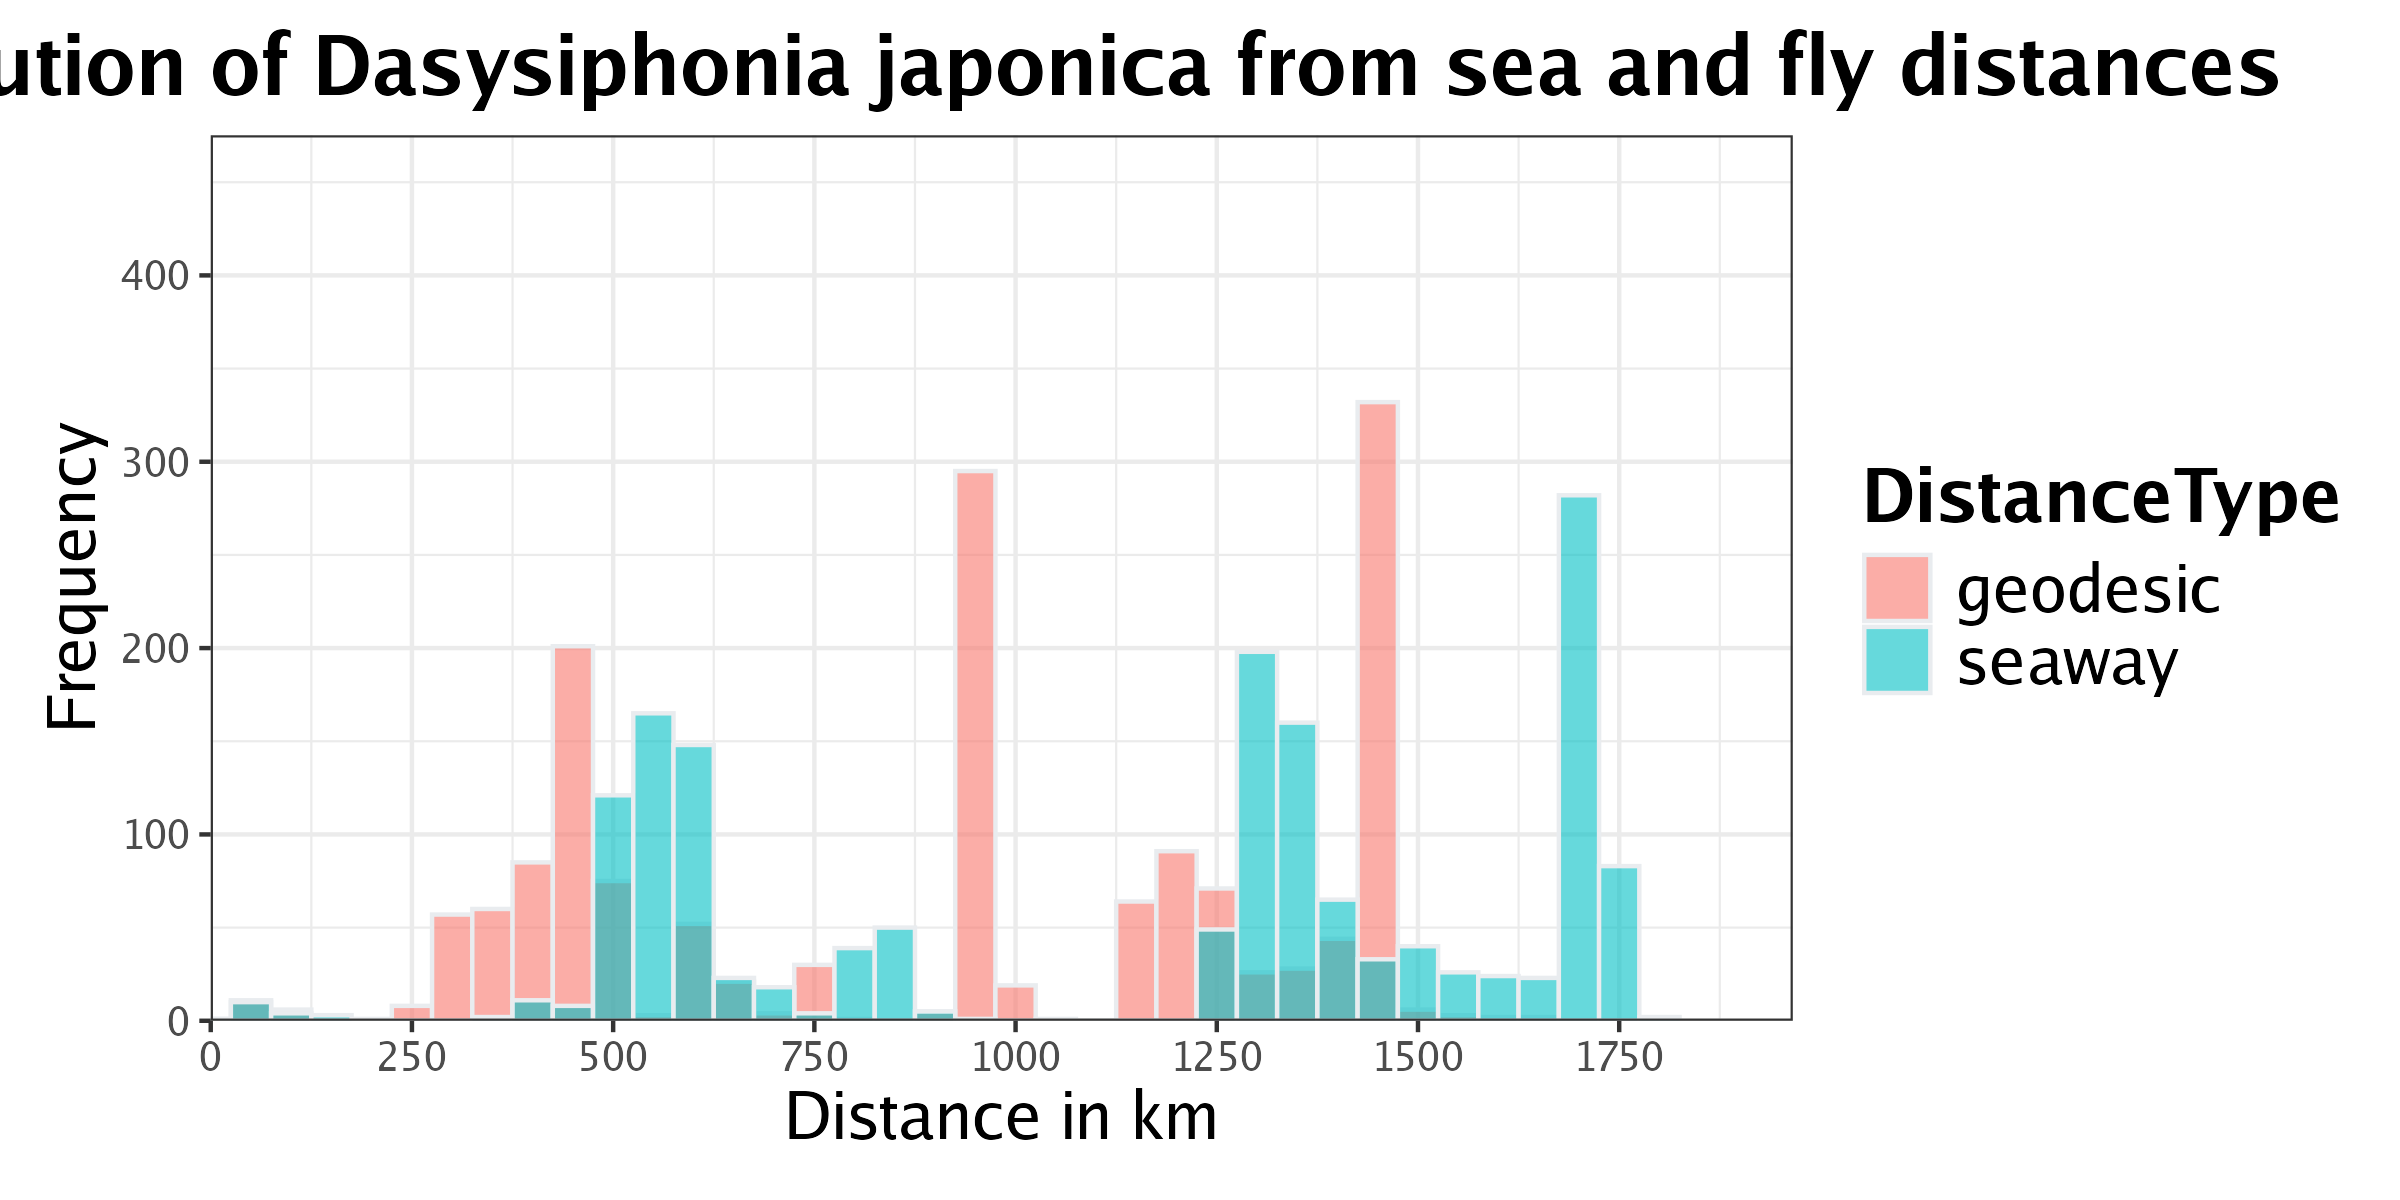 of Dasysiphonia japonica from sea and fly distances
400
300
200
100
0
Frequency
0 250 500 750 1000 1250 1500 1750
Distance in km
DistanceType
geodesic
seaway